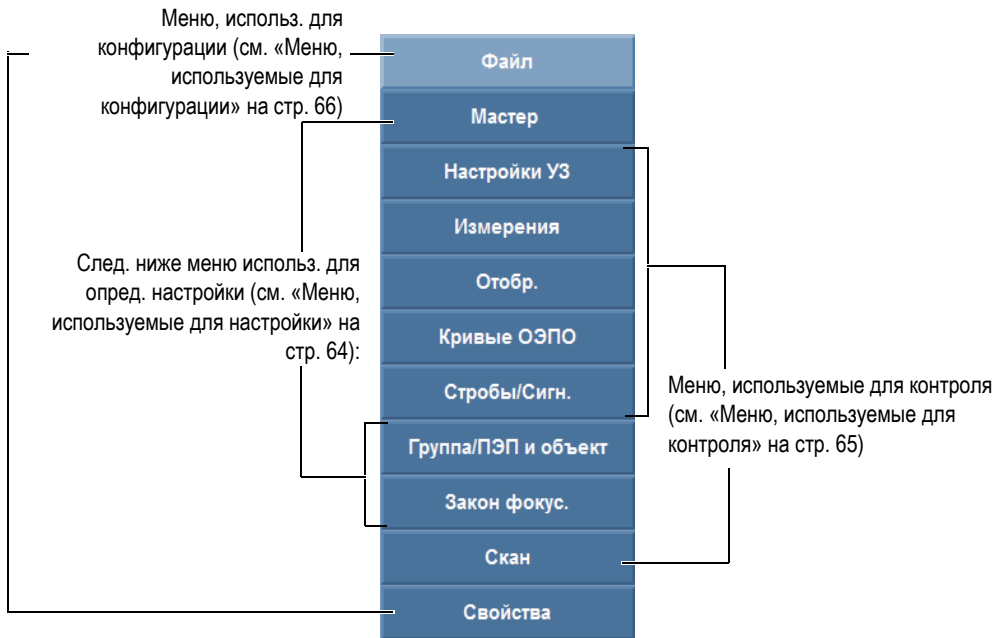 Меню, использ. для
конфигурации (см. «Меню,
используемые для
конфигурации» на стр. 66)
Файл
Мастер
Настройки УЗ
Измерения
Отобр.
Кривые ОЭПО
Стробы/Сигн.
Группа/ПЭП и объект
Закон фокус.
Скан
Свойства
След. ниже меню использ. для
опред. настройки (см. «Меню,
используемые для настройки» на
стр. 64):
Меню, используемые для контроля
(см. «Меню, используемые для
контроля» на стр. 65)